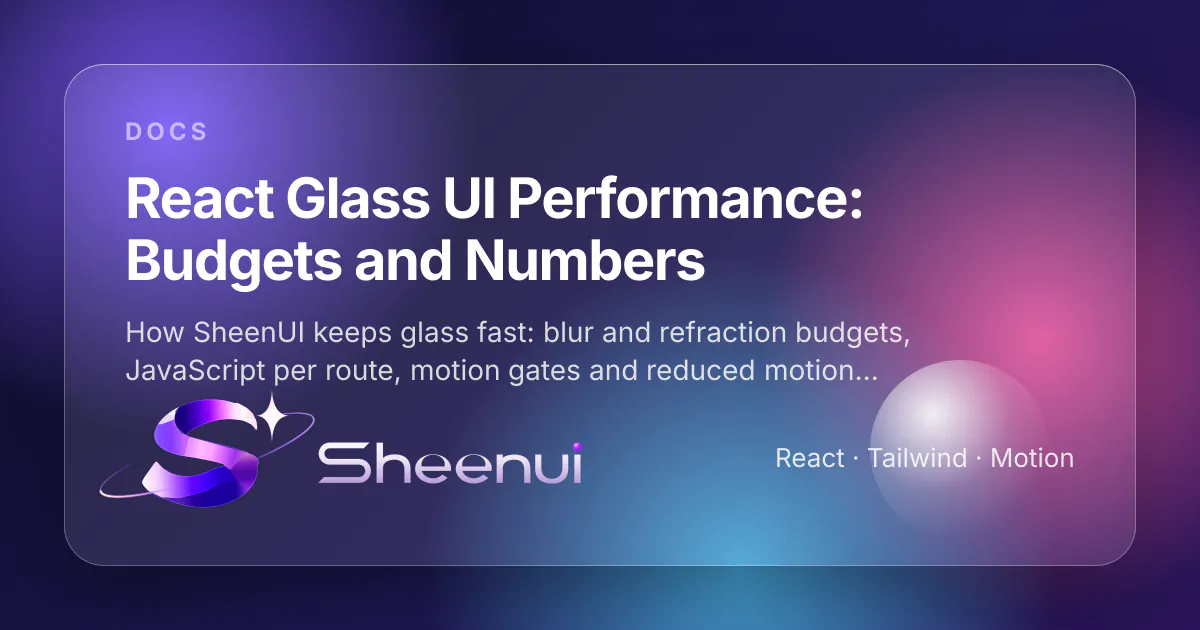 DOCS
React Glass UI Performance:
Budgets and Numbers
How SheenUI keeps glass fast: blur and refraction budgets,
JavaScript per route, motion gates and reduced motion...
Sheenui
React · Tailwind · Motion